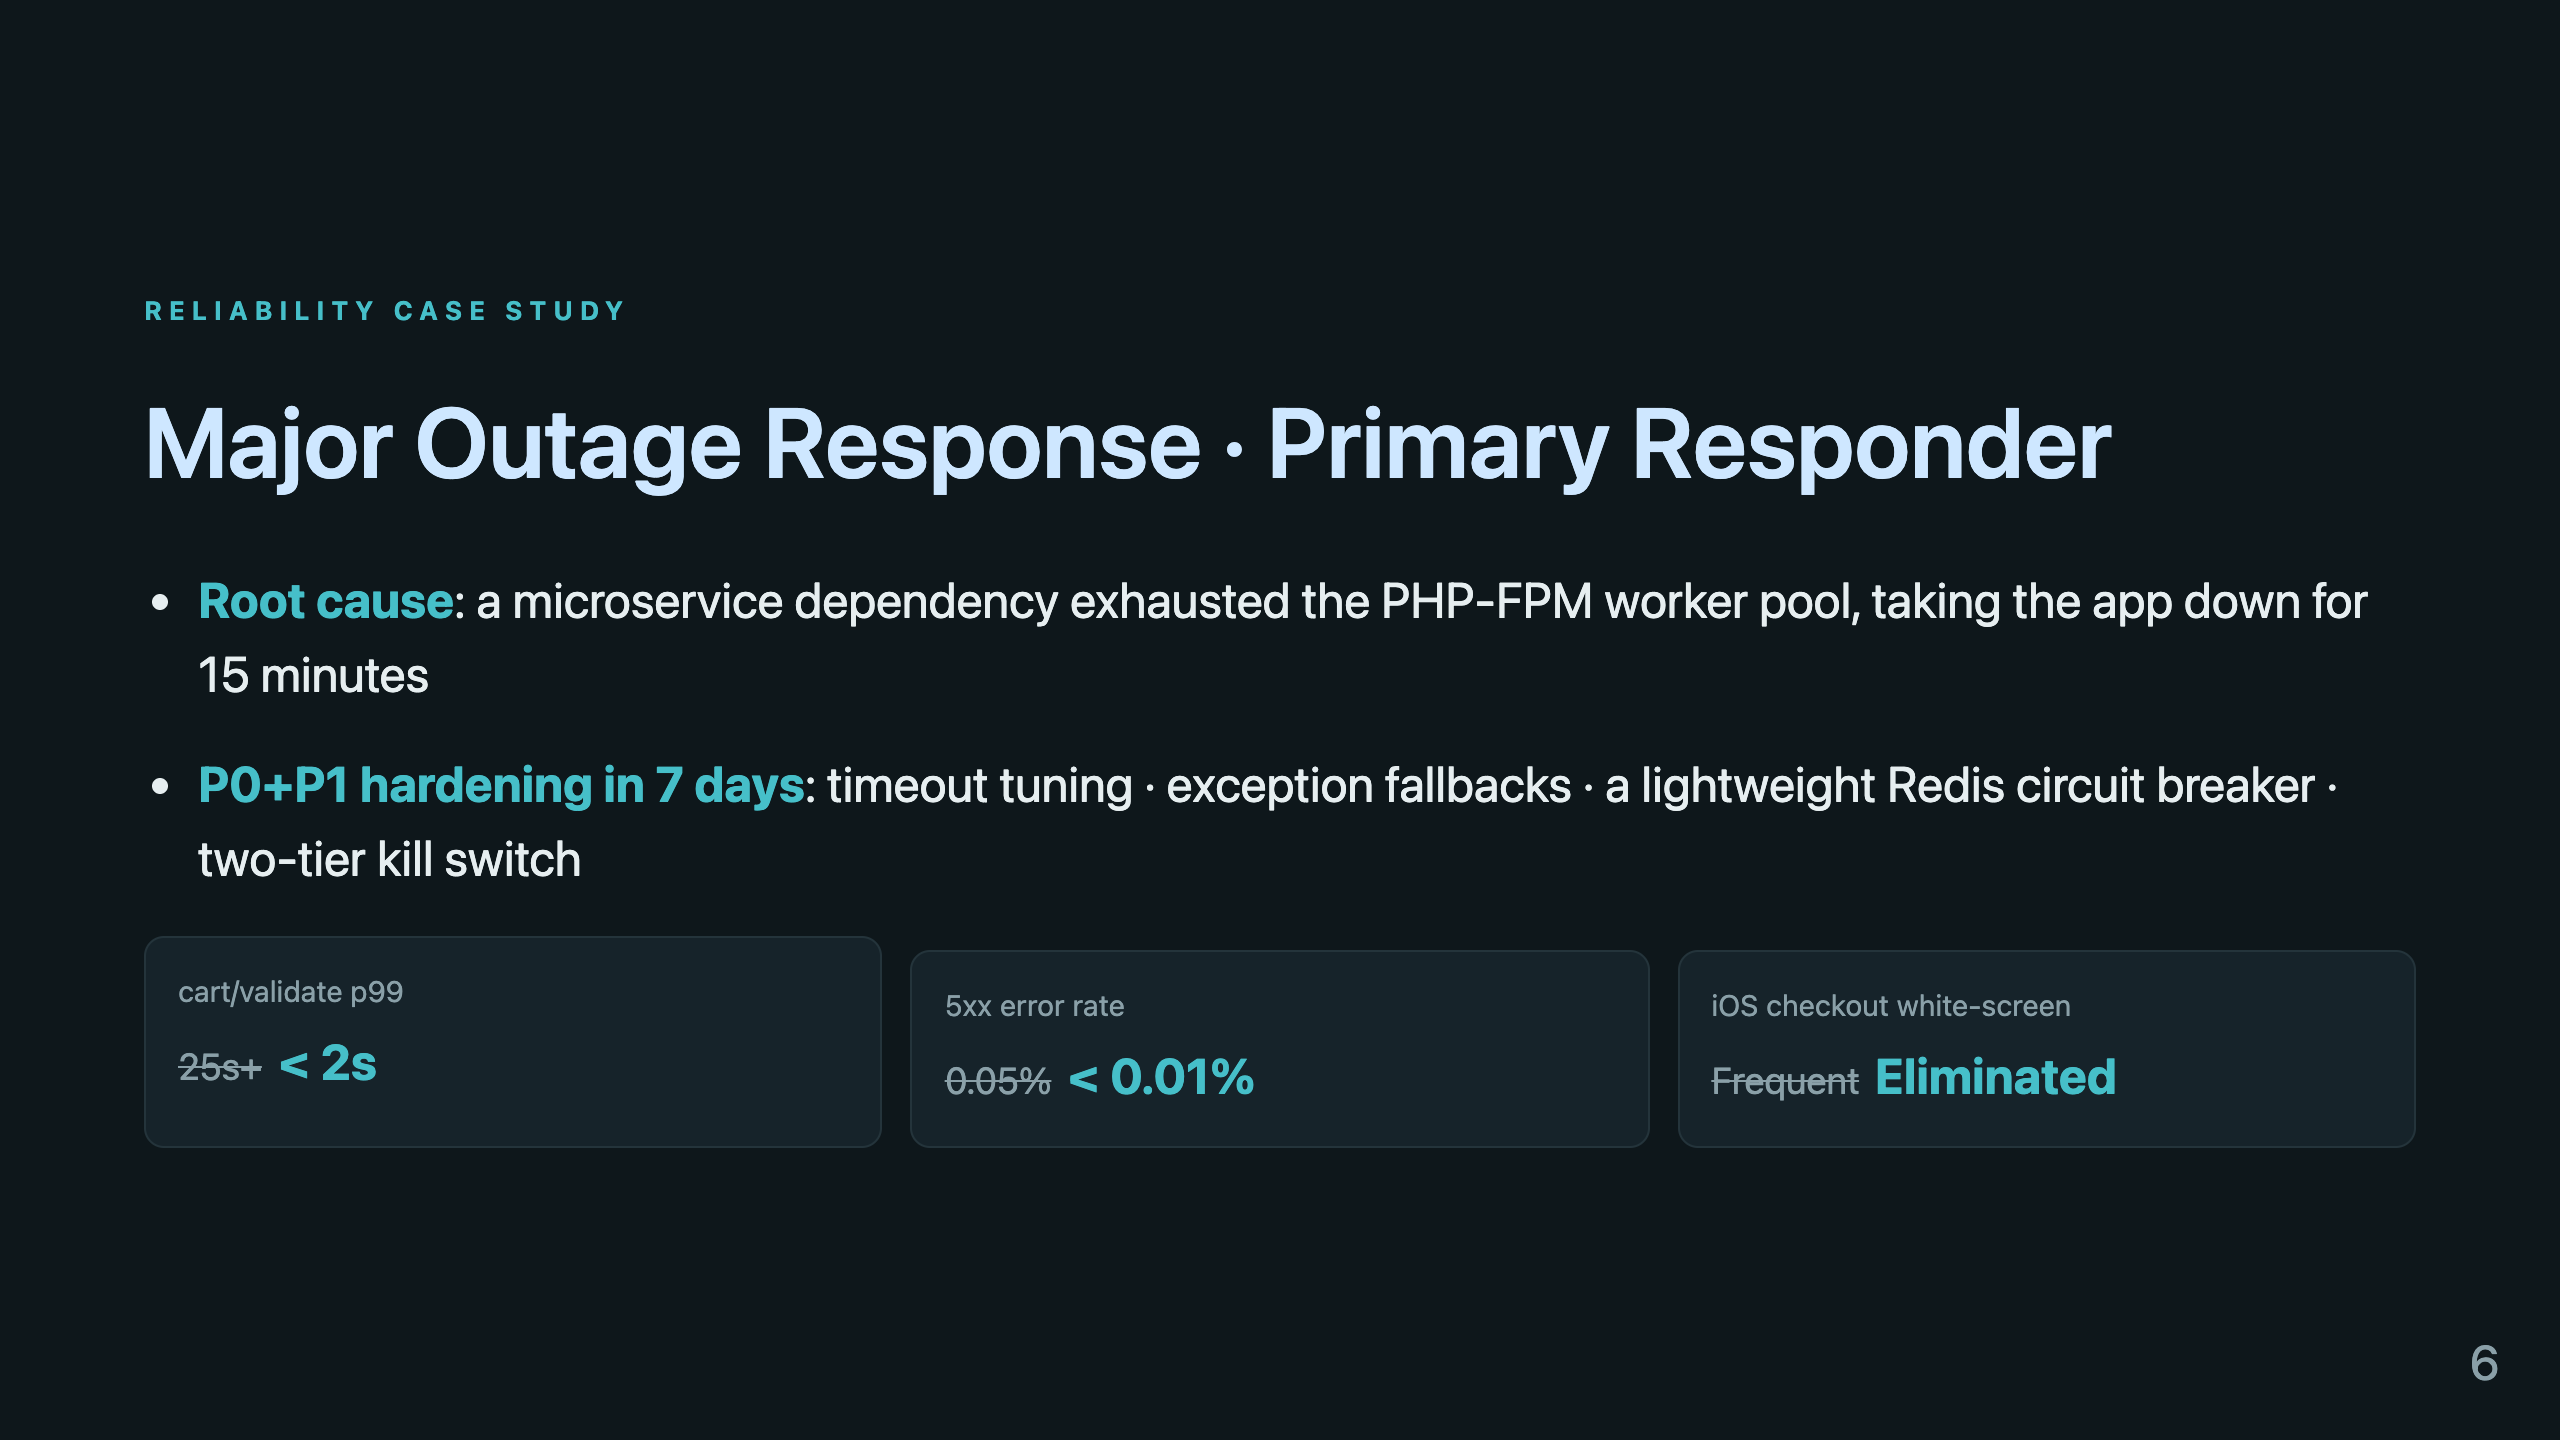 RELIABILITY CASE STUDY
Major Outage Response · Primary Responder
• Root cause: a microservice dependency exhausted the PHP-FPM worker pool, taking the app down for
15 minutes
• P0+P1 hardening in 7 days: timeout tuning · exception fallbacks · a lightweight Redis circuit breaker ·
two-tier kill switch
cart/validate p99
25s+ < 2s
5xx error rate
0.05% < 0.01%
iOS checkout white-screen
Frequent Eliminated
6